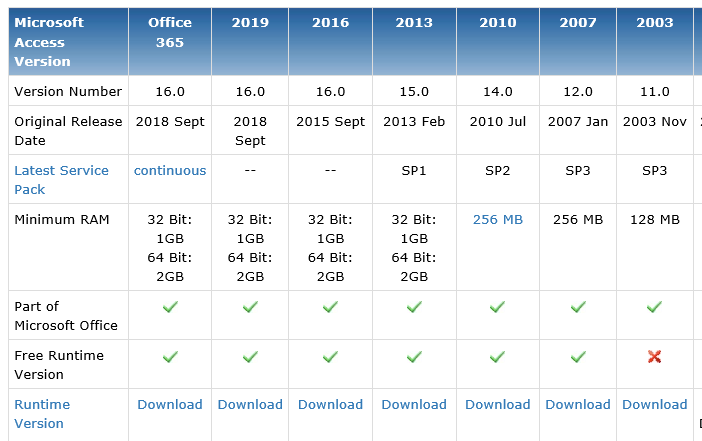 Microsoft Office 2019 2016 2013 2010 2007 2003
Access 365
Version
Version Number 16.0 16.0 16.0 15.0 14.0 12.0 11.0
Original Release 2018 Sept 2018 2015 Sept 2013 Feb 2010 Jul 2007 Jan 2003 Nov
Date Sept
Latest Service continuous -- -- SP1 SP2 SP3 SP3
Pack
Minimum RAM 32 Bit: 32 Bit: 32 Bit: 32 Bit: 256 MB 256 MB 128 MB
1GB 1GB 1GB 1GB
64 Bit: 64 Bit: 64 Bit: 64 Bit:
2GB 2GB 2GB 2GB
Part of
Microsoft Office
Free Runtime
Version
Runtime Download Download Download Download Download Download Download
Version